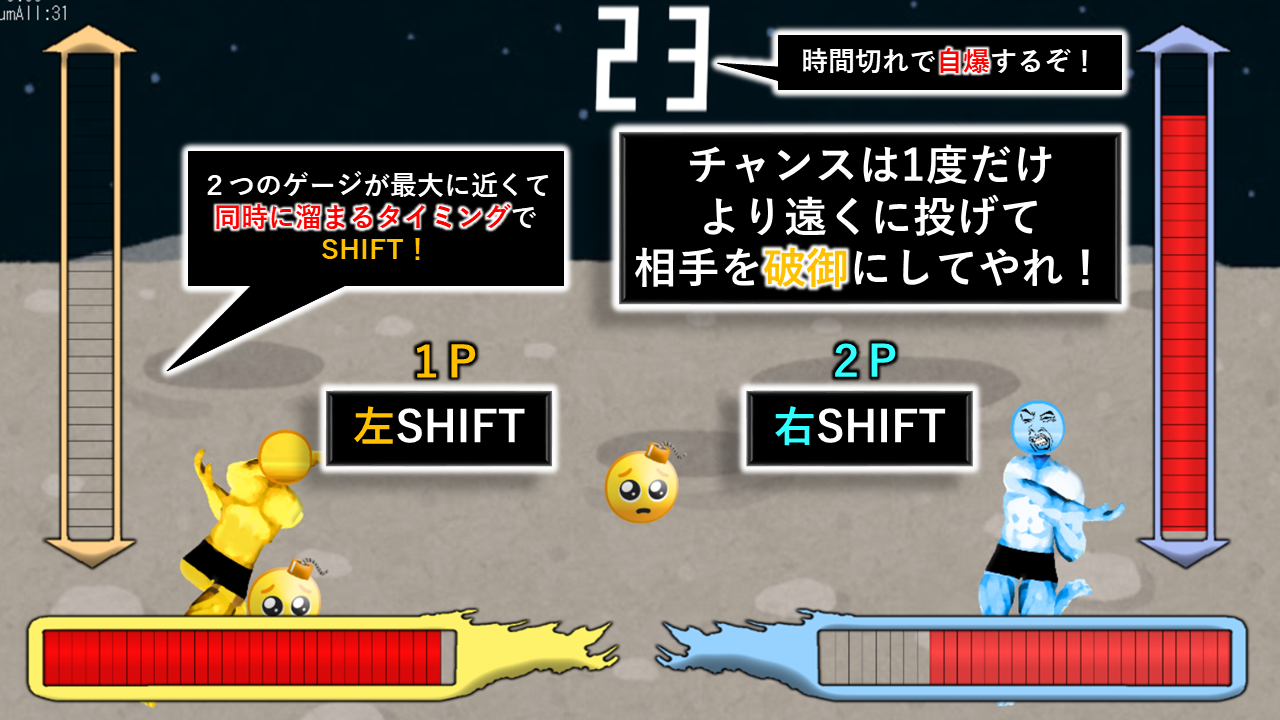 umAll:31
23
時間切れで自爆するぞ！
チャンスは1度だけ
より遠くに投げて
相手を破御にしてやれ！
２つのゲージが最大に近くて
同時に溜まるタイミングで
SHIFT！
１Ｐ
左SHIFT
２Ｐ
右SHIFT